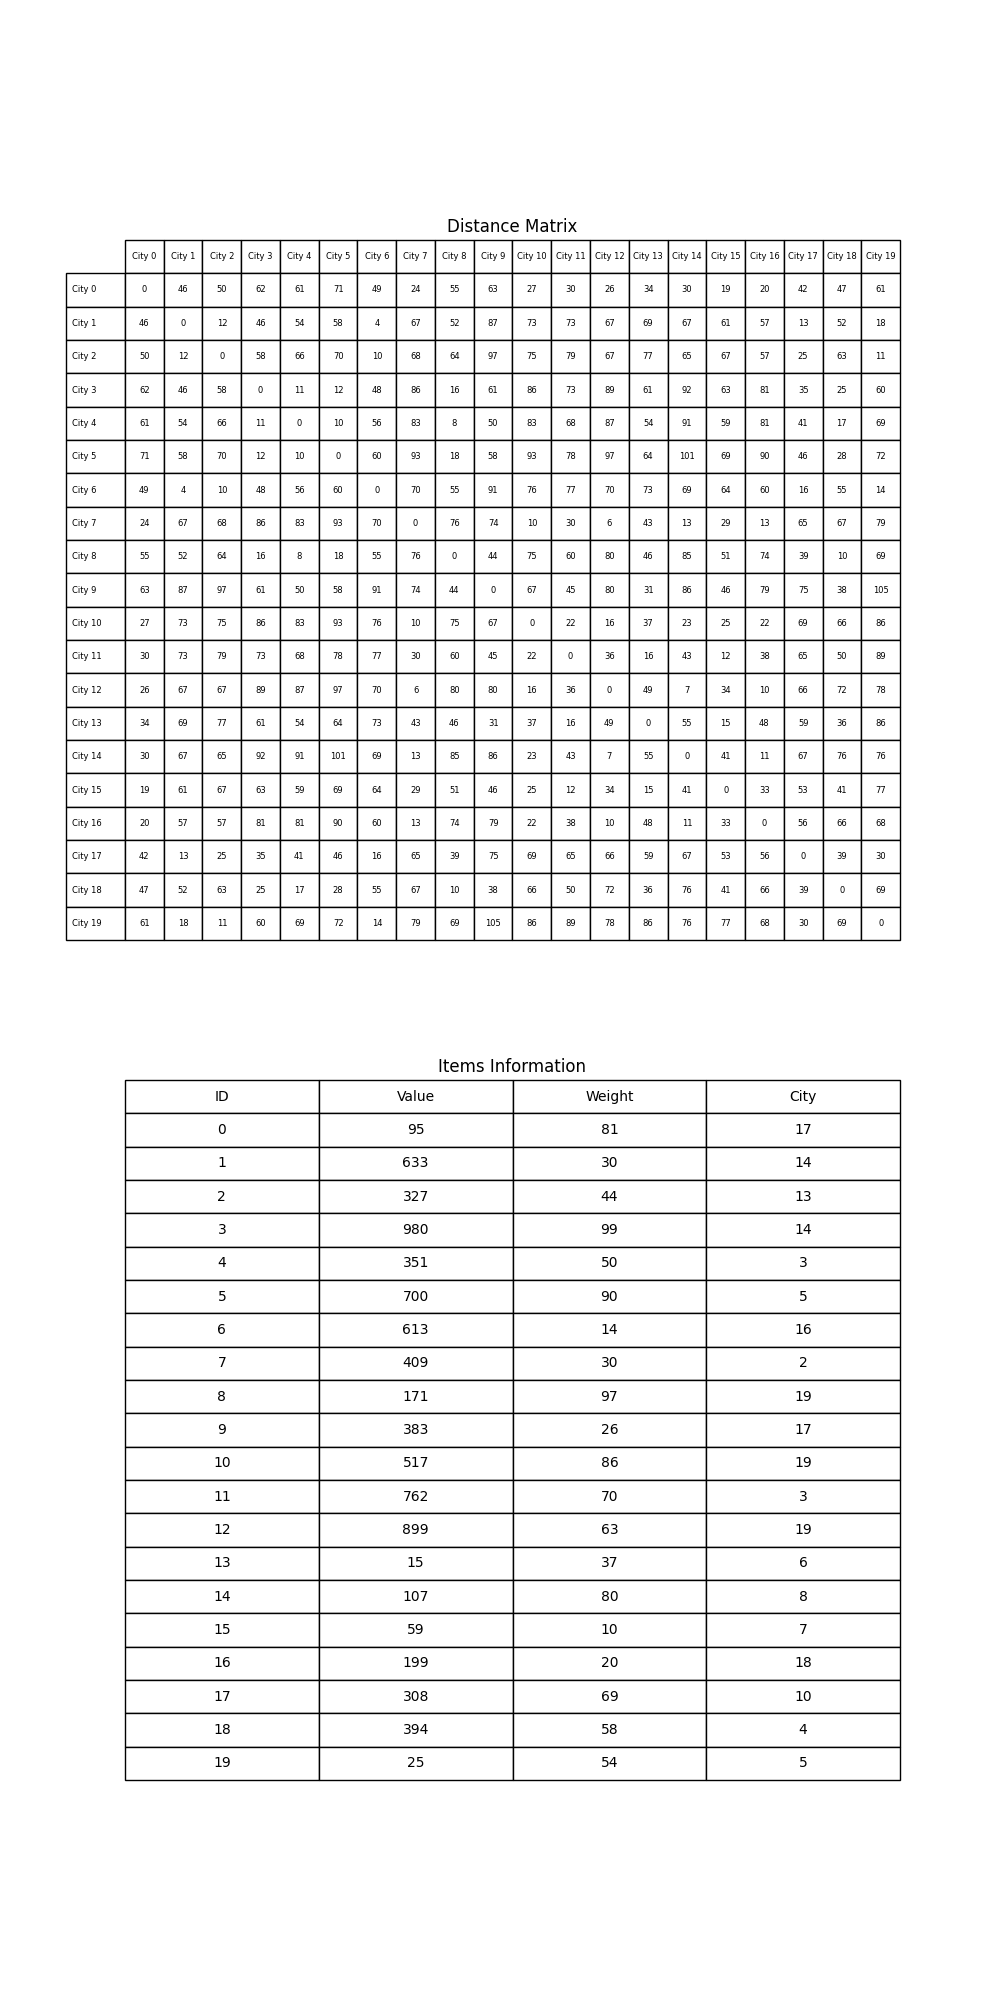 Distance Matrix
City 0 City 1 City 2 City 3 City 4 City 5 City 6 City 7 City 8 City 9 City 10 City 11 City 12 City 13 City 14 City 15 City 16 City 17 City 18 City 19
City 0 0 46 50 62 61 71 49 24 55 63 27 30 26 34 30 19 20 42 47 61
City 1 46 0 12 46 54 58 4 67 52 87 73 73 67 69 67 61 57 13 52 18
City 2 50 12 0 58 66 70 10 68 64 97 75 79 67 77 65 67 57 25 63 11
City 3 62 46 58 0 11 12 48 86 16 61 86 73 89 61 92 63 81 35 25 60
City 4 61 54 66 11 0 10 56 83 8 50 83 68 87 54 91 59 81 41 17 69
City 5 71 58 70 12 10 0 60 93 18 58 93 78 97 64 101 69 90 46 28 72
City 6 49 4 10 48 56 60 0 70 55 91 76 77 70 73 69 64 60 16 55 14
City 7 24 67 68 86 83 93 70 0 76 74 10 30 6 43 13 29 13 65 67 79
City 8 55 52 64 16 8 18 55 76 0 44 75 60 80 46 85 51 74 39 10 69
City 9 63 87 97 61 50 58 91 74 44 0 67 45 80 31 86 46 79 75 38 105
City 10 27 73 75 86 83 93 76 10 75 67 0 22 16 37 23 25 22 69 66 86
City 11 30 73 79 73 68 78 77 30 60 45 22 0 36 16 43 12 38 65 50 89
City 12 26 67 67 89 87 97 70 6 80 80 16 36 0 49 7 34 10 66 72 78
City 13 34 69 77 61 54 64 73 43 46 31 37 16 49 0 55 15 48 59 36 86
City 14 30 67 65 92 91 101 69 13 85 86 23 43 7 55 0 41 11 67 76 76
City 15 19 61 67 63 59 69 64 29 51 46 25 12 34 15 41 0 33 53 41 77
City 16 20 57 57 81 81 90 60 13 74 79 22 38 10 48 11 33 0 56 66 68
City 17 42 13 25 35 41 46 16 65 39 75 69 65 66 59 67 53 56 0 39 30
City 18 47 52 63 25 17 28 55 67 10 38 66 50 72 36 76 41 66 39 0 69
City 19 61 18 11 60 69 72 14 79 69 105 86 89 78 86 76 77 68 30 69 0
Items Information
ID Value Weight City
0 95 81 17
1 633 30 14
2 327 44 13
3 980 99 14
4 351 50 3
5 700 90 5
6 613 14 16
7 409 30 2
8 171 97 19
9 383 26 17
10 517 86 19
11 762 70 3
12 899 63 19
13 15 37 6
14 107 80 8
15 59 10 7
16 199 20 18
17 308 69 10
18 394 58 4
19 25 54 5